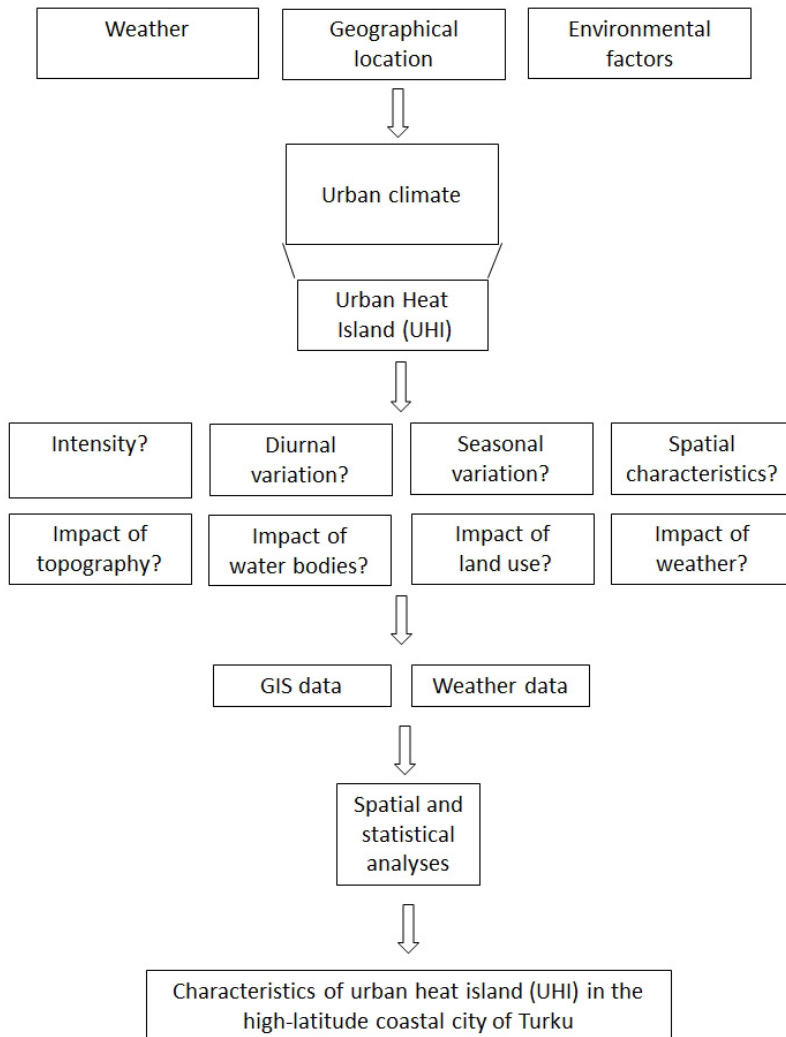 Weather
Geographical
location
Environmental
factors
Urban climate
Urban Heat
Island (UHI)
Intensity?
Diurnal
variation?
Seasonal
variation?
Spatial
characteristics?
Impact of
topography?
Impact of
water bodies?
Impact of
land use?
Impact of
weather?
GIS data
Weather data
Spatial and
statistical
analyses
Characteristics of urban heat island (UHI) in the
high-latitude coastal city of Turku